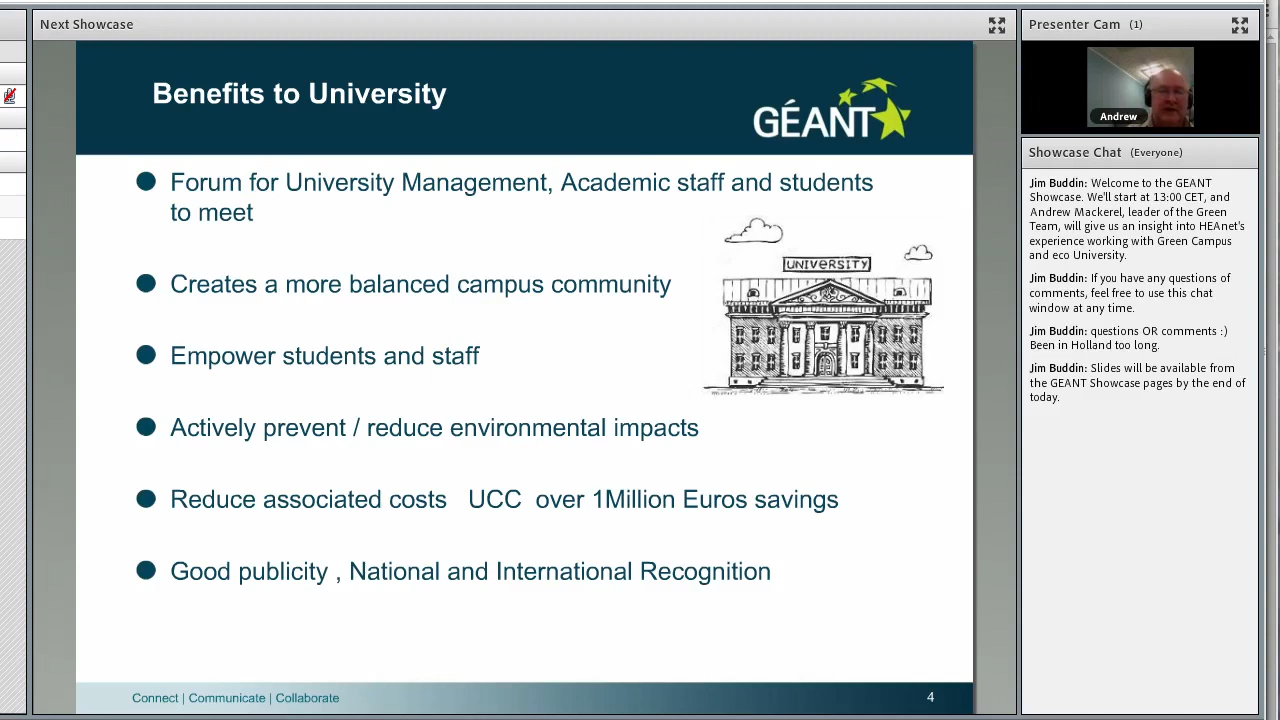 Next Showcase
Benefits to University
GÉANT
Forum for University Management, Academic staff and students
to meet
UNIVERSITY
Creates a more balanced campus community
Empower students and staff
Actively prevent / reduce environmental impacts
Reduce associated costs UCC over 1Million Euros savings
Good publicity , National and International Recognition
Connect | Communicate | Collaborate
4
Presenter Cam (1)
Andrew
Showcase Chat (Everyone)
Jim Buddin: Welcome to the GEANT
Showcase. We'll start at 13:00 CET, and
Andrew Mackerel, leader of the Green
Team, will give us an insight into HEAnet's
experience working with Green Campus
and eco University.
Jim Buddin: If you have any questions of
comments, feel free to use this chat
window at any time.
Jim Buddin: questions OR comments :)
Been in Holland too long.
Jim Buddin: Slides will be available from
the GEANT Showcase pages by the end of
today.